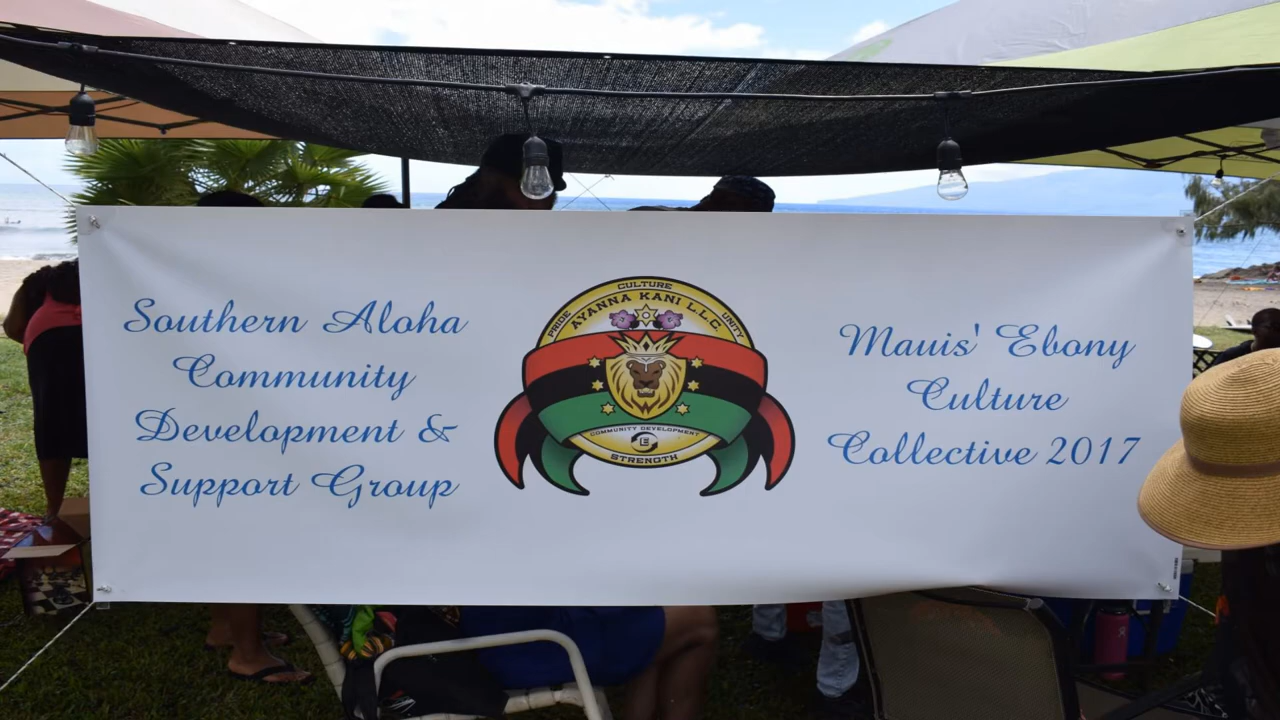 Southern Aloha
Community
Development &
Support Group
CULTURE
PRIDE
UNITY
AYANNA KANI L.L.C.
COMMUNITY DEVELOPMENT
STRENGTH
Mauis' Ebony
Culture
Collective 2017